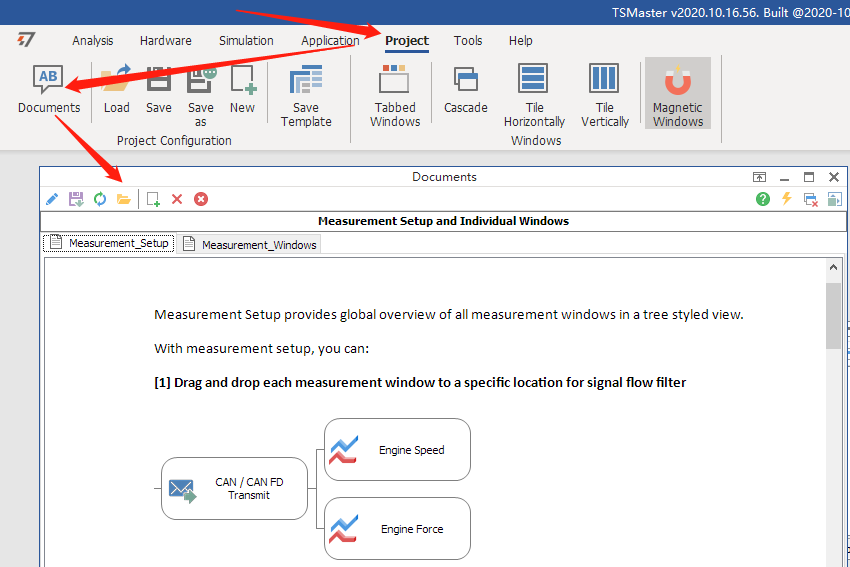 TSMaster v2020.10.16.56. Built @2020-10
Analysis Hardware Simulation Application Project Tools Help
AB
Documents Load Save Save as New Save Template Tabbed Windows Cascade Tile Horizontally Tile Vertically Magnetic Windows
Project Configuration Windows
Documents
Measurement Setup and Individual Windows
Measurement_Setup Measurement_Windows
Measurement Setup provides global overview of all measurement windows in a tree styled view.
With measurement setup, you can:
[1] Drag and drop each measurement window to a specific location for signal flow filter
Engine Speed
CAN / CAN FD
Transmit
Engine Force